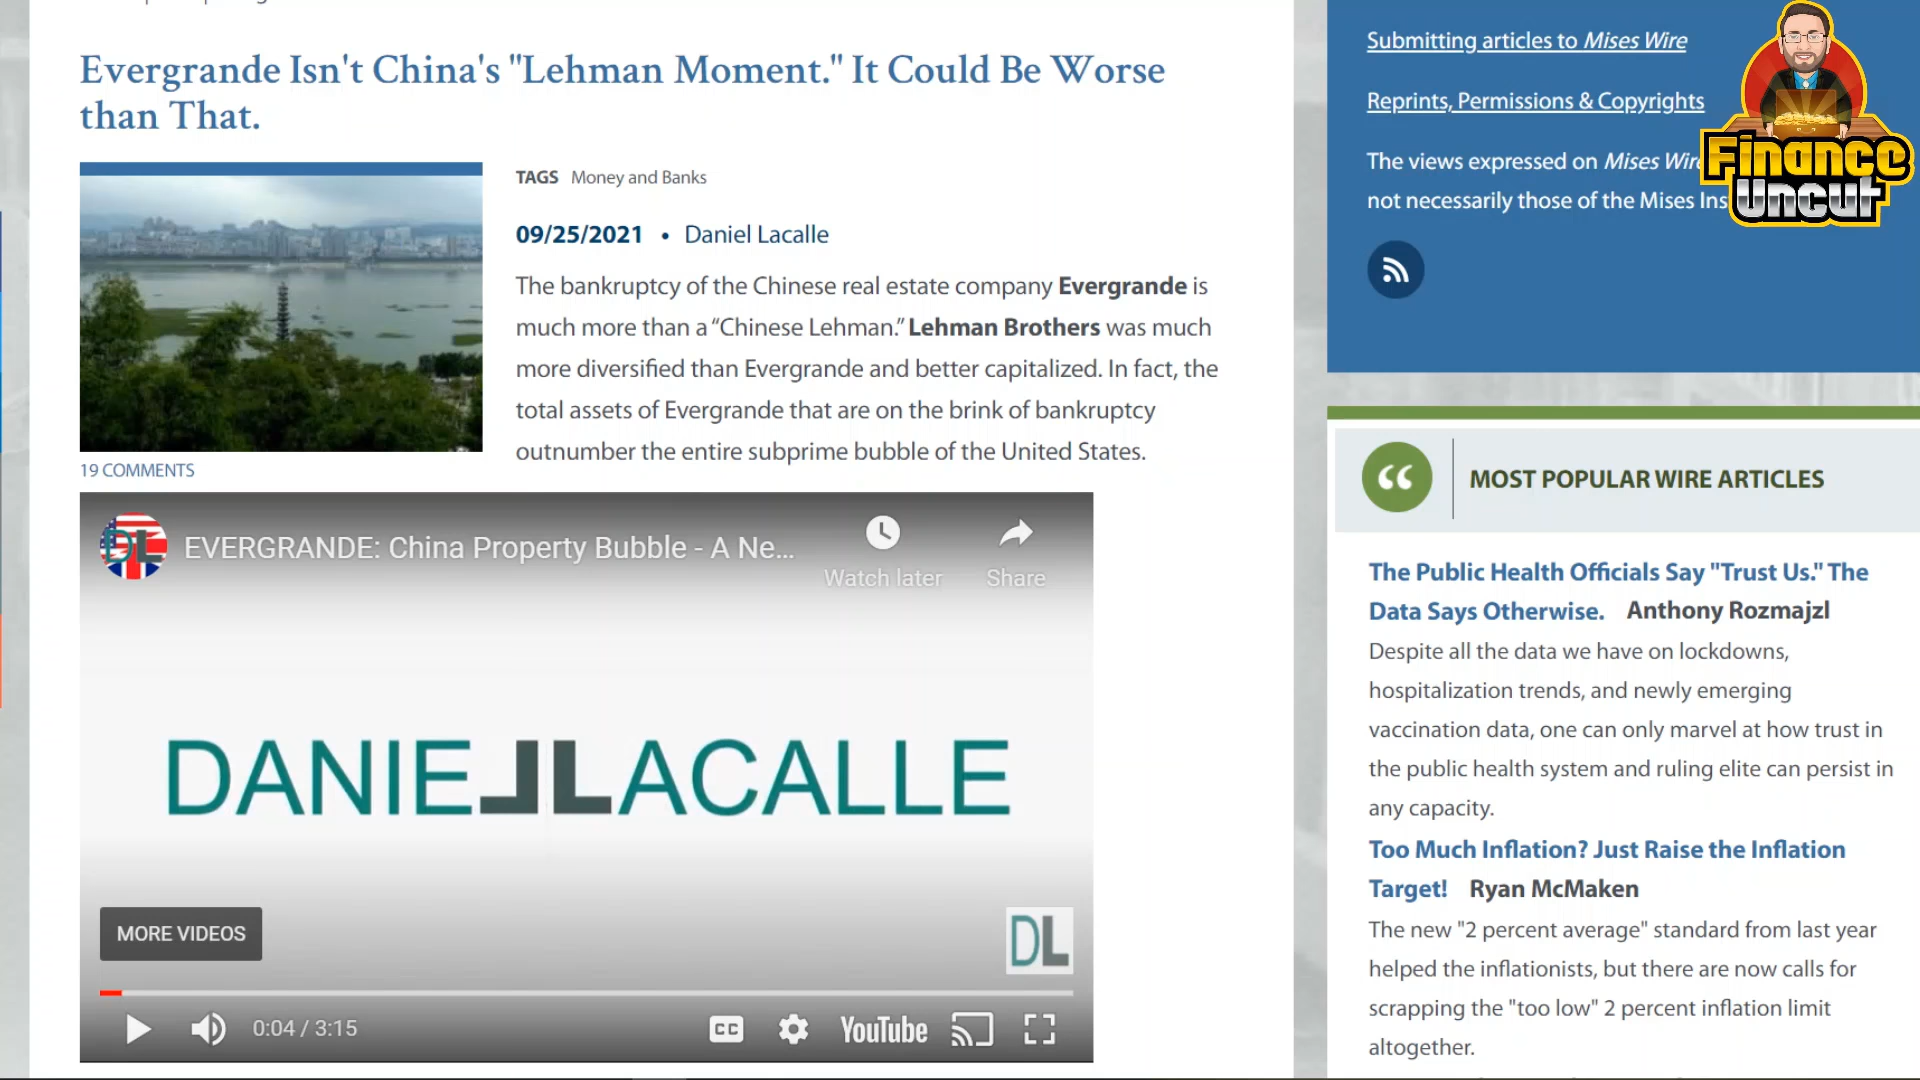 Evergrande Isn't China's "Lehman Moment." It Could Be Worse
than That.
TAGS Money and Banks
09/25/2021 • Daniel Lacalle
The bankruptcy of the Chinese real estate company Evergrande is
much more than a “Chinese Lehman.” Lehman Brothers was much
more diversified than Evergrande and better capitalized. In fact, the
total assets of Evergrande that are on the brink of bankruptcy
outnumber the entire subprime bubble of the United States.
19 COMMENTS
DL
EVERGRANDE: China Property Bubble - A Ne...
Watch later
Share
DANIEL LACALLE
MORE VIDEOS
DL
0:04 / 3:15
CC
YouTube
Submitting articles to Mises Wire
Reprints, Permissions & Copyrights
The views expressed on Mises Wire
not necessarily those of the Mises
Finance
Uncut
MOST POPULAR WIRE ARTICLES
The Public Health Officials Say "Trust Us." The
Data Says Otherwise. Anthony Rozmajzl
Despite all the data we have on lockdowns,
hospitalization trends, and newly emerging
vaccination data, one can only marvel at how trust in
the public health system and ruling elite can persist in
any capacity.
Too Much Inflation? Just Raise the Inflation
Target! Ryan McMaken
The new "2 percent average" standard from last year
helped the inflationists, but there are now calls for
scrapping the "too low" 2 percent inflation limit
altogether.